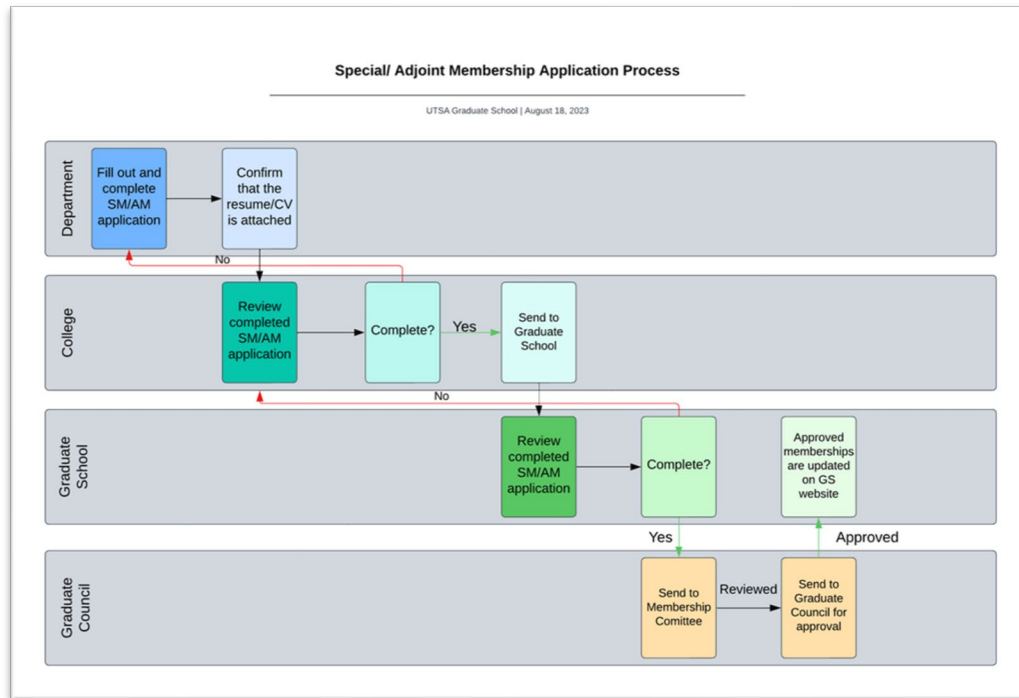 Special/ Adjoint Membership Application Process
UTSA Graduate School | August 18, 2023
Department
Fill out and
complete
SM/AM
application
Confirm
that the
resume/CV
is attached
No
College
Review
completed
SM/AM
application
Complete?
Yes
Send to
Graduate
School
No
Graduate
School
Review
completed
SM/AM
application
Complete?
Approved
memberships
are updated
on GS
website
Yes
Approved
Graduate
Council
Send to
Membership
Comittee
Reviewed
Send to
Graduate
Council for
approval